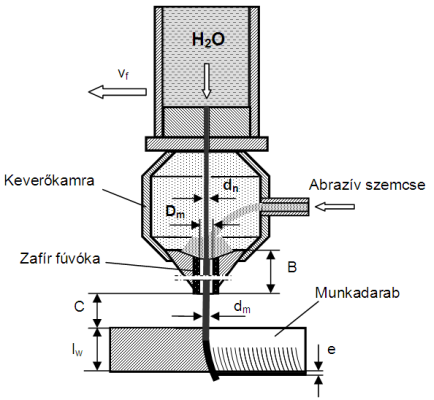 H₂O
vf
Keverőkamra
dn
Abrazív szemcse
Dm
Zafír fúvóka
B
Munkadarab
C
dm
lw
e